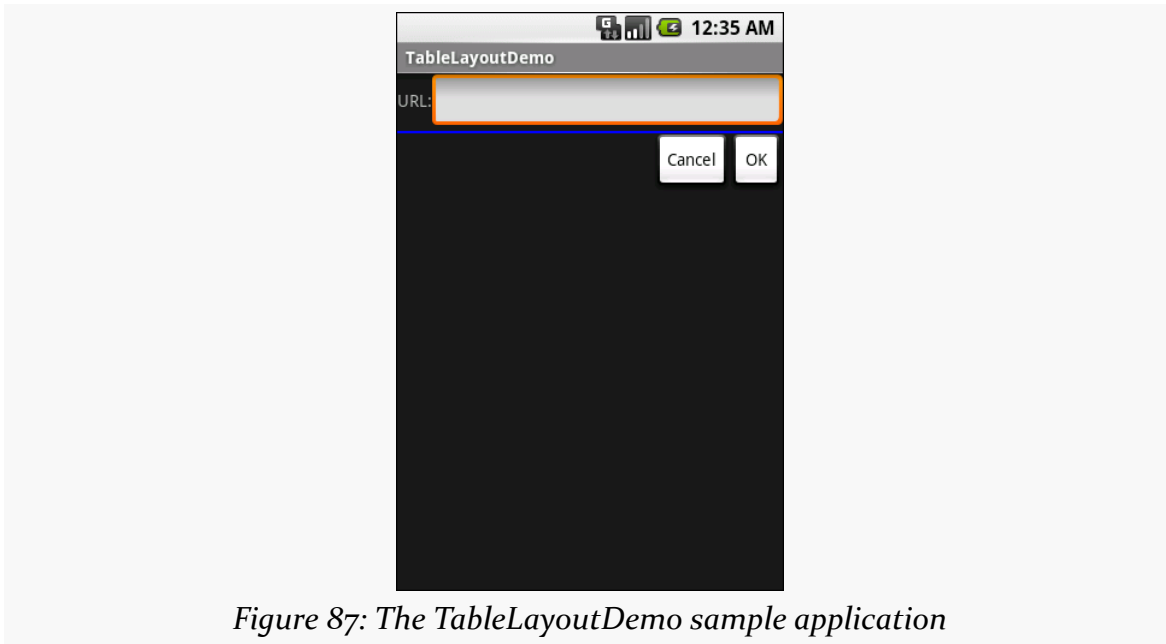 G
12:35 AM
TableLayoutDemo
URL:
Cancel OK
Figure 87: The TableLayoutDemo sample application